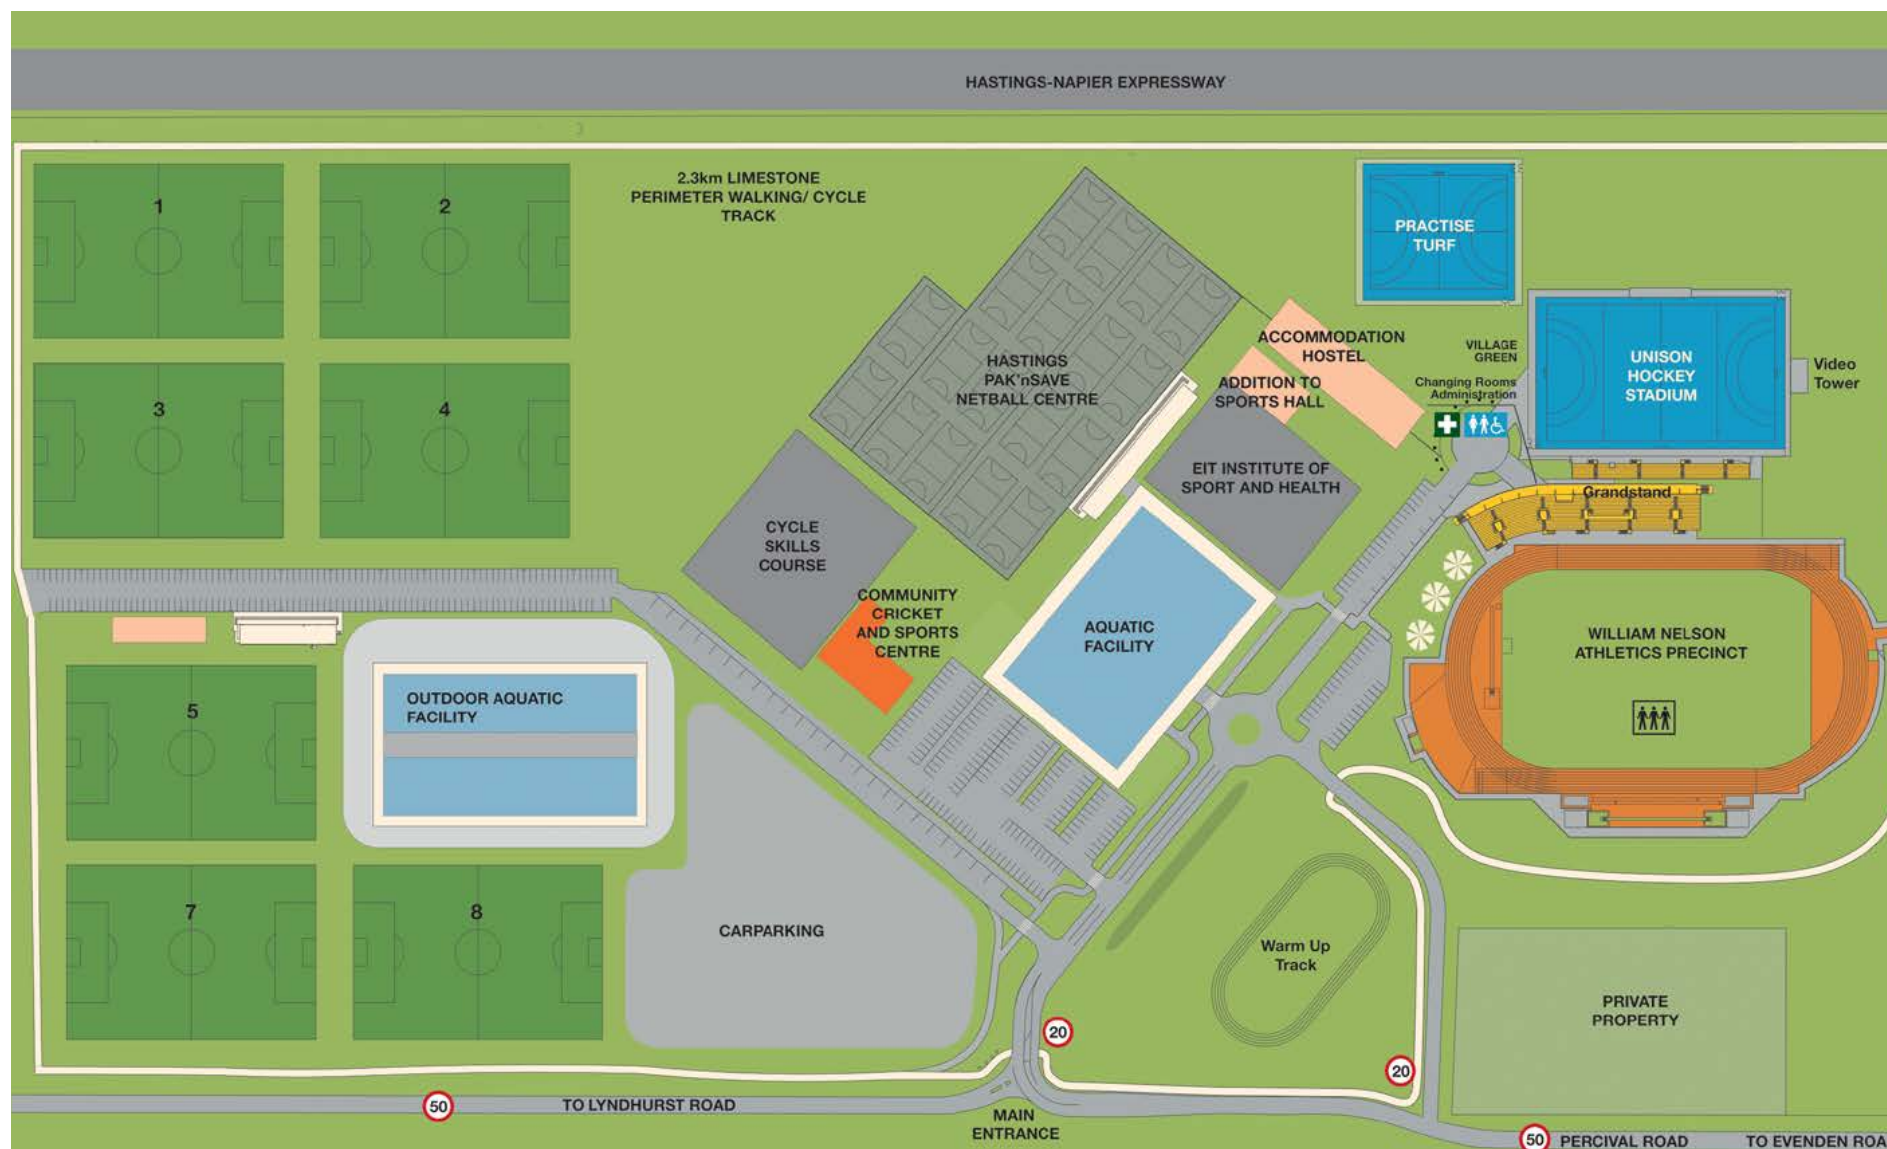 HASTINGS-NAPIER EXPRESSWAY
1
2
2.3km LIMESTONE
PERIMETER WALKING/ CYCLE
TRACK
PRACTISE
TURF
3
4
HASTINGS
PAK'nSAVE
NETBALL CENTRE
ACCOMMODATION
HOSTEL
ADDITION TO
SPORTS HALL
VILLAGE
GREEN
Changing Rooms
Administration
UNISON
HOCKEY
STADIUM
Video
Tower
EIT INSTITUTE OF
SPORT AND HEALTH
Grandstand
CYCLE
SKILLS
COURSE
COMMUNITY
CRICKET
AND SPORTS
CENTRE
AQUATIC
FACILITY
WILLIAM NELSON
ATHLETICS PRECINCT
5
OUTDOOR AQUATIC
FACILITY
7
8
CARPARKING
Warm Up
Track
PRIVATE
PROPERTY
20
20
50
TO LYNDHURST ROAD
MAIN
ENTRANCE
50
PERCIVAL ROAD
TO EVENDEN ROA